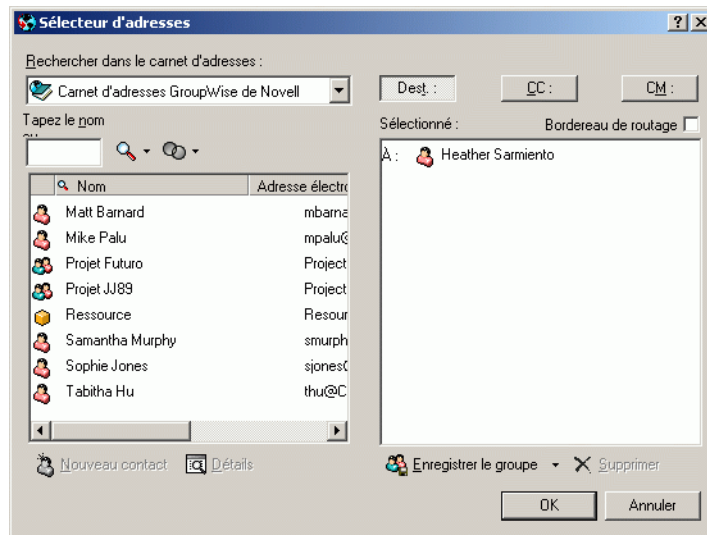 Sélecteur d'adresses
Rechercher dans le carnet d'adresses :
Carnet d'adresses GroupWise de Novell
Dest. :
CC :
CM :
Tapez le nom
Sélectionné :
Bordereau de routage
À : Heather Sarmiento
Nom Adresse électro
Matt Barnard mbarna
Mike Palu mpalu@
Projet Futuro Project
Projet JJ89 Project
Ressource Resour
Samantha Murphy smurph
Sophie Jones sjones@
Tabitha Hu thu@C
Nouveau contact Détails
Enregistrer le groupe Supprimer
OK Annuler